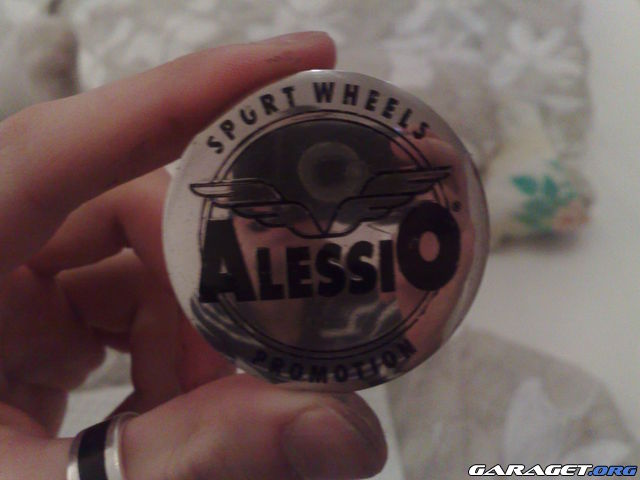 SPORT WHEELS
ALESSIO®
PROMOTION
GARAGET.ORG